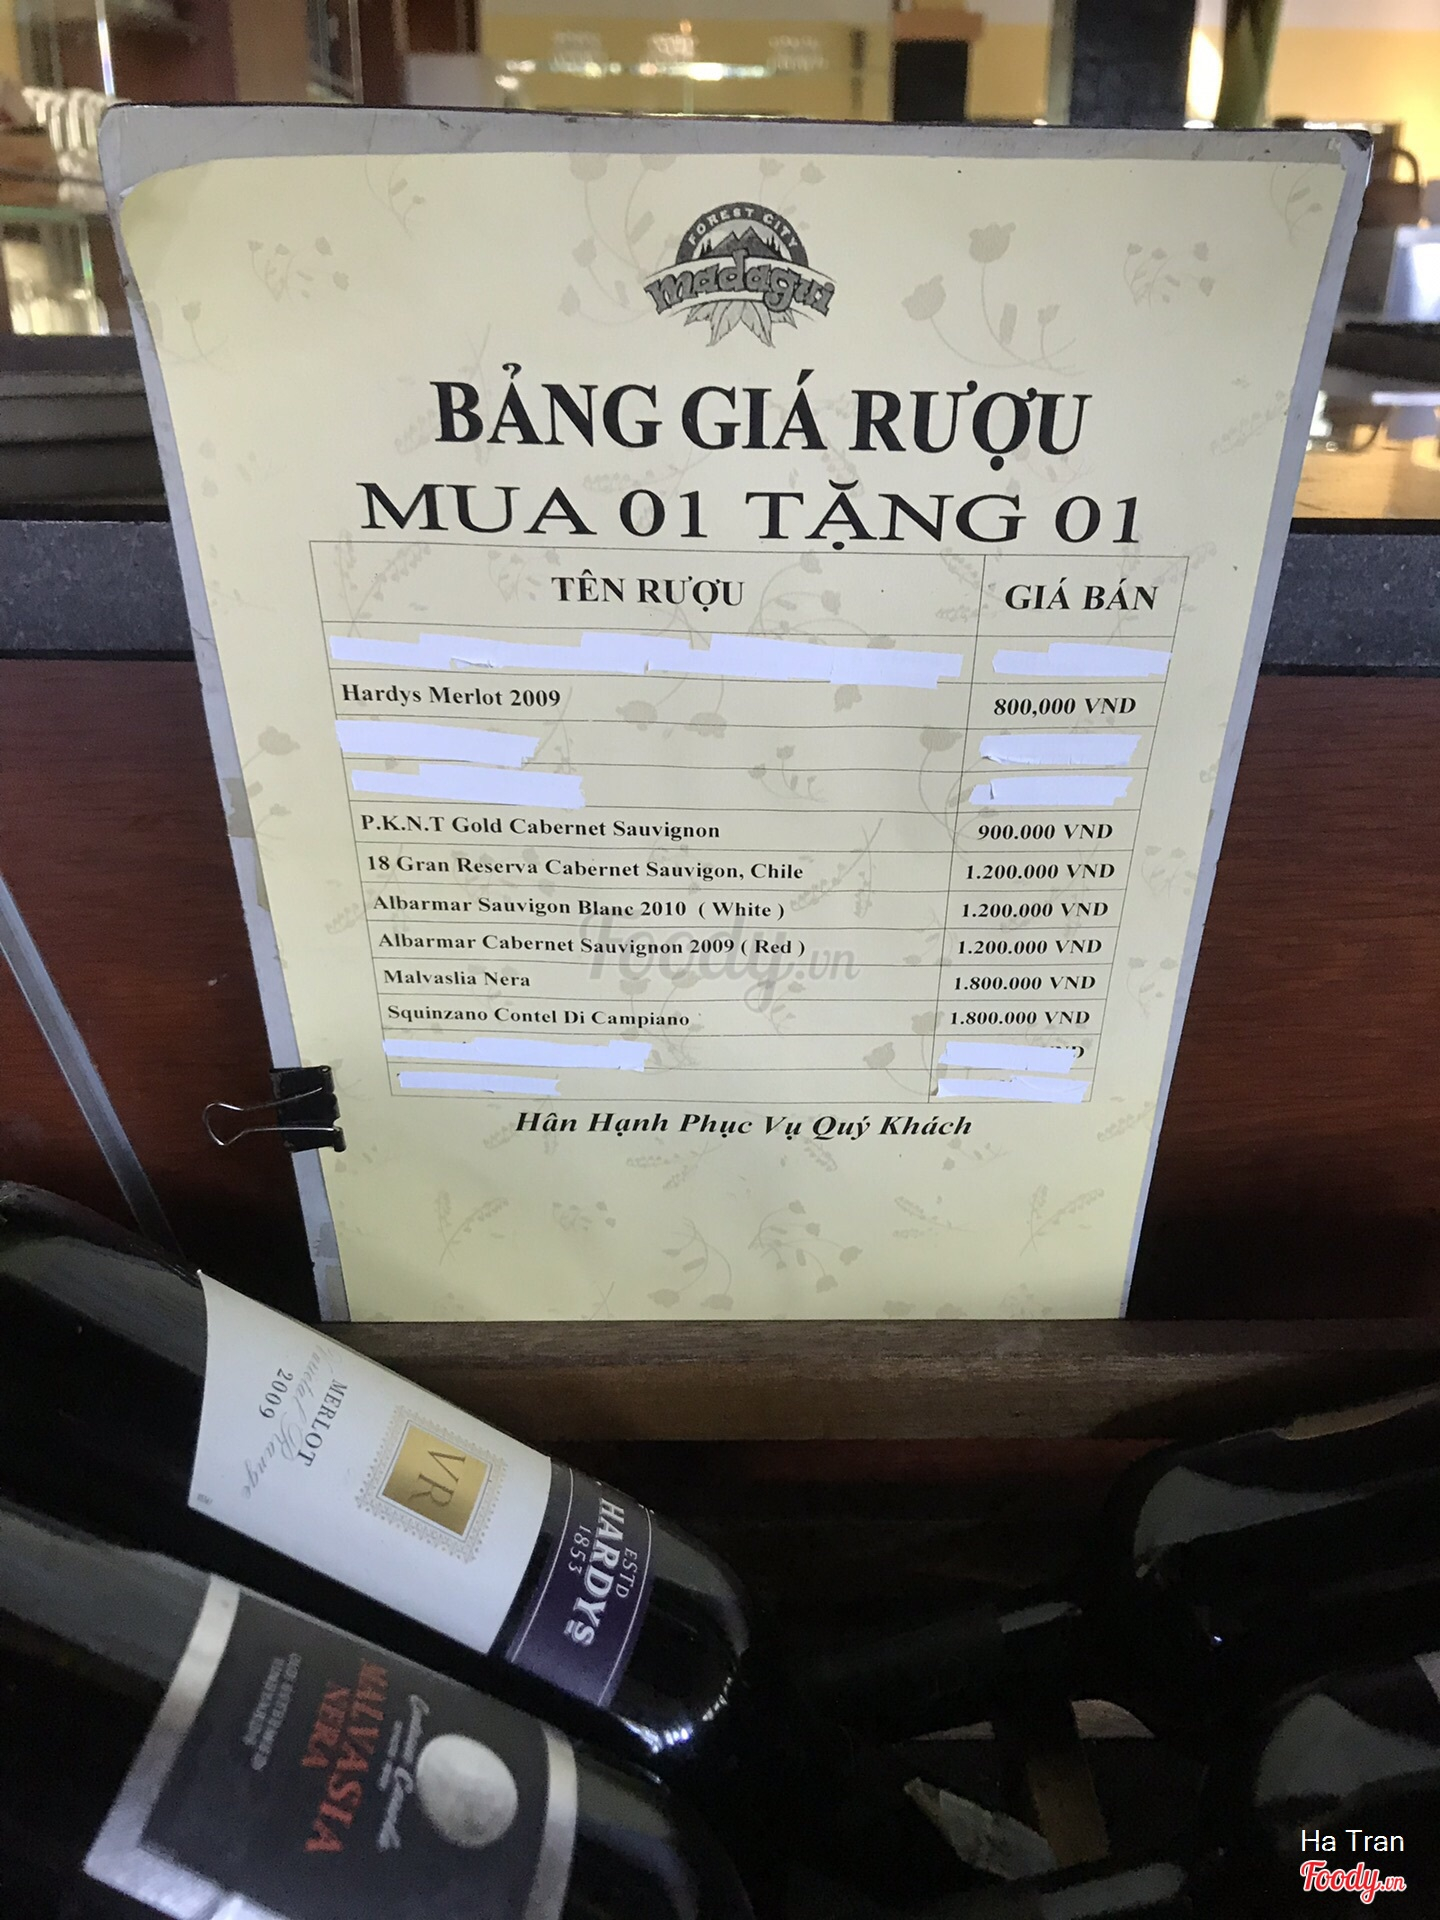 FOREST CITY
madagui
BẢNG GIÁ RƯỢU
MUA 01 TẶNG 01
TÊN RƯỢU GIÁ BÁN
Hardys Merlot 2009 800,000 VND
P.K.N.T Gold Cabernet Sauvignon 900.000 VND
18 Gran Reserva Cabernet Sauvigon, Chile 1.200.000 VND
Albarmar Sauvigon Blanc 2010 ( White ) 1.200.000 VND
Albarmar Cabernet Sauvignon 2009 ( Red ) 1.200.000 VND
Malvaslia Nera 1.800.000 VND
Squinzano Contel Di Campiano 1.800.000 VND
Hân Hạnh Phục Vụ Quý Khách
Foody.vn
ESTD
HARDYS
1853
VR
MERLOT
2009
Range
MALVASIA
NERA
Ha Tran
Foody.vn